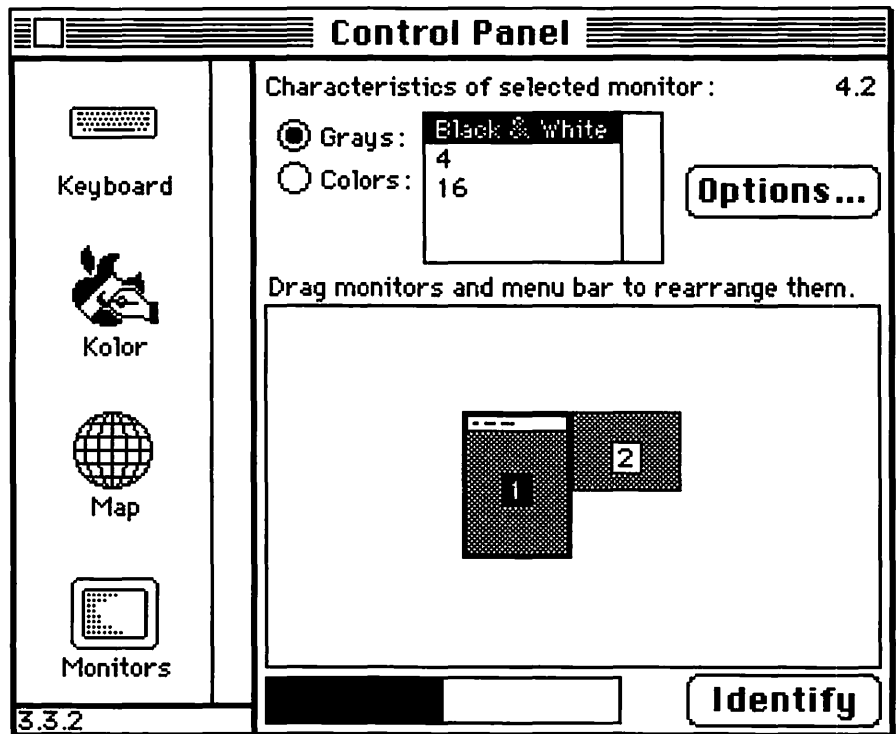 Control Panel
Keyboard
Kolor
Map
Monitors
3.3.2
Characteristics of selected monitor: 4.2
Grays:
Colors:
Black & White
4
16
Options...
Drag monitors and menu bar to rearrange them.
1
2
Identify